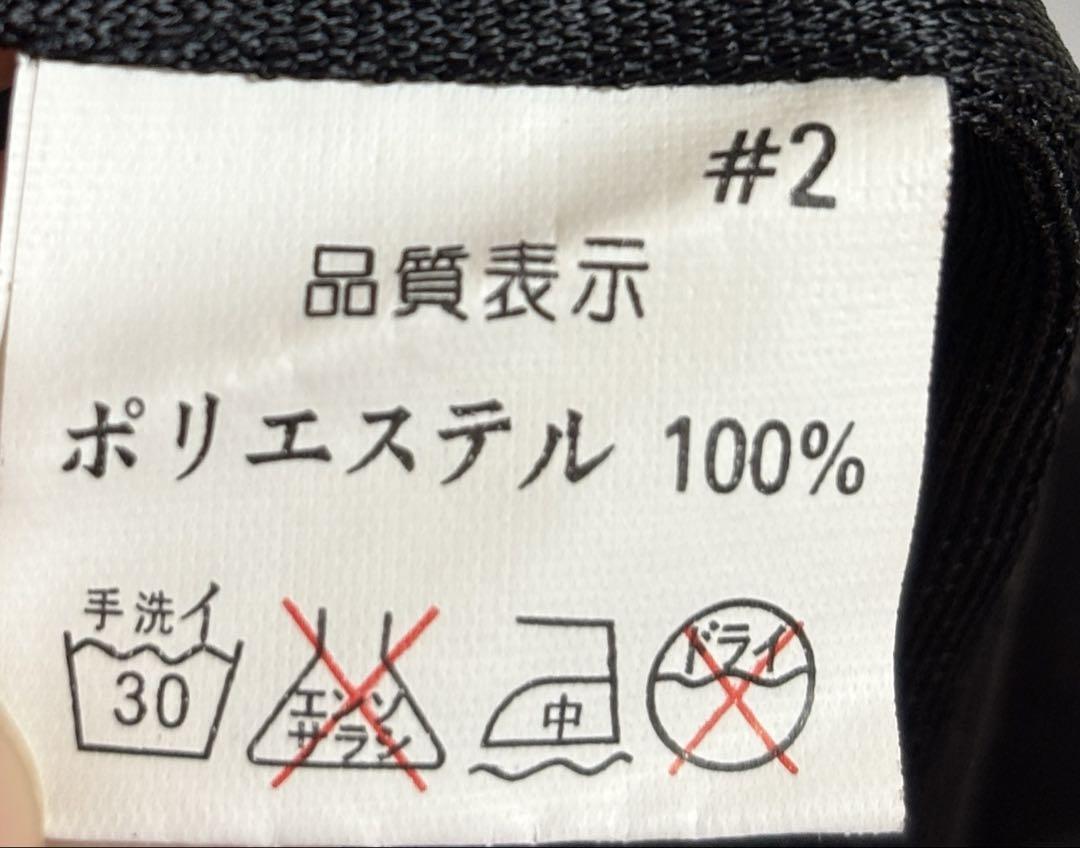 #2
品質表示
ポリエステル 100%
手洗イ
30
エンソ
サラシ
中
ドライ